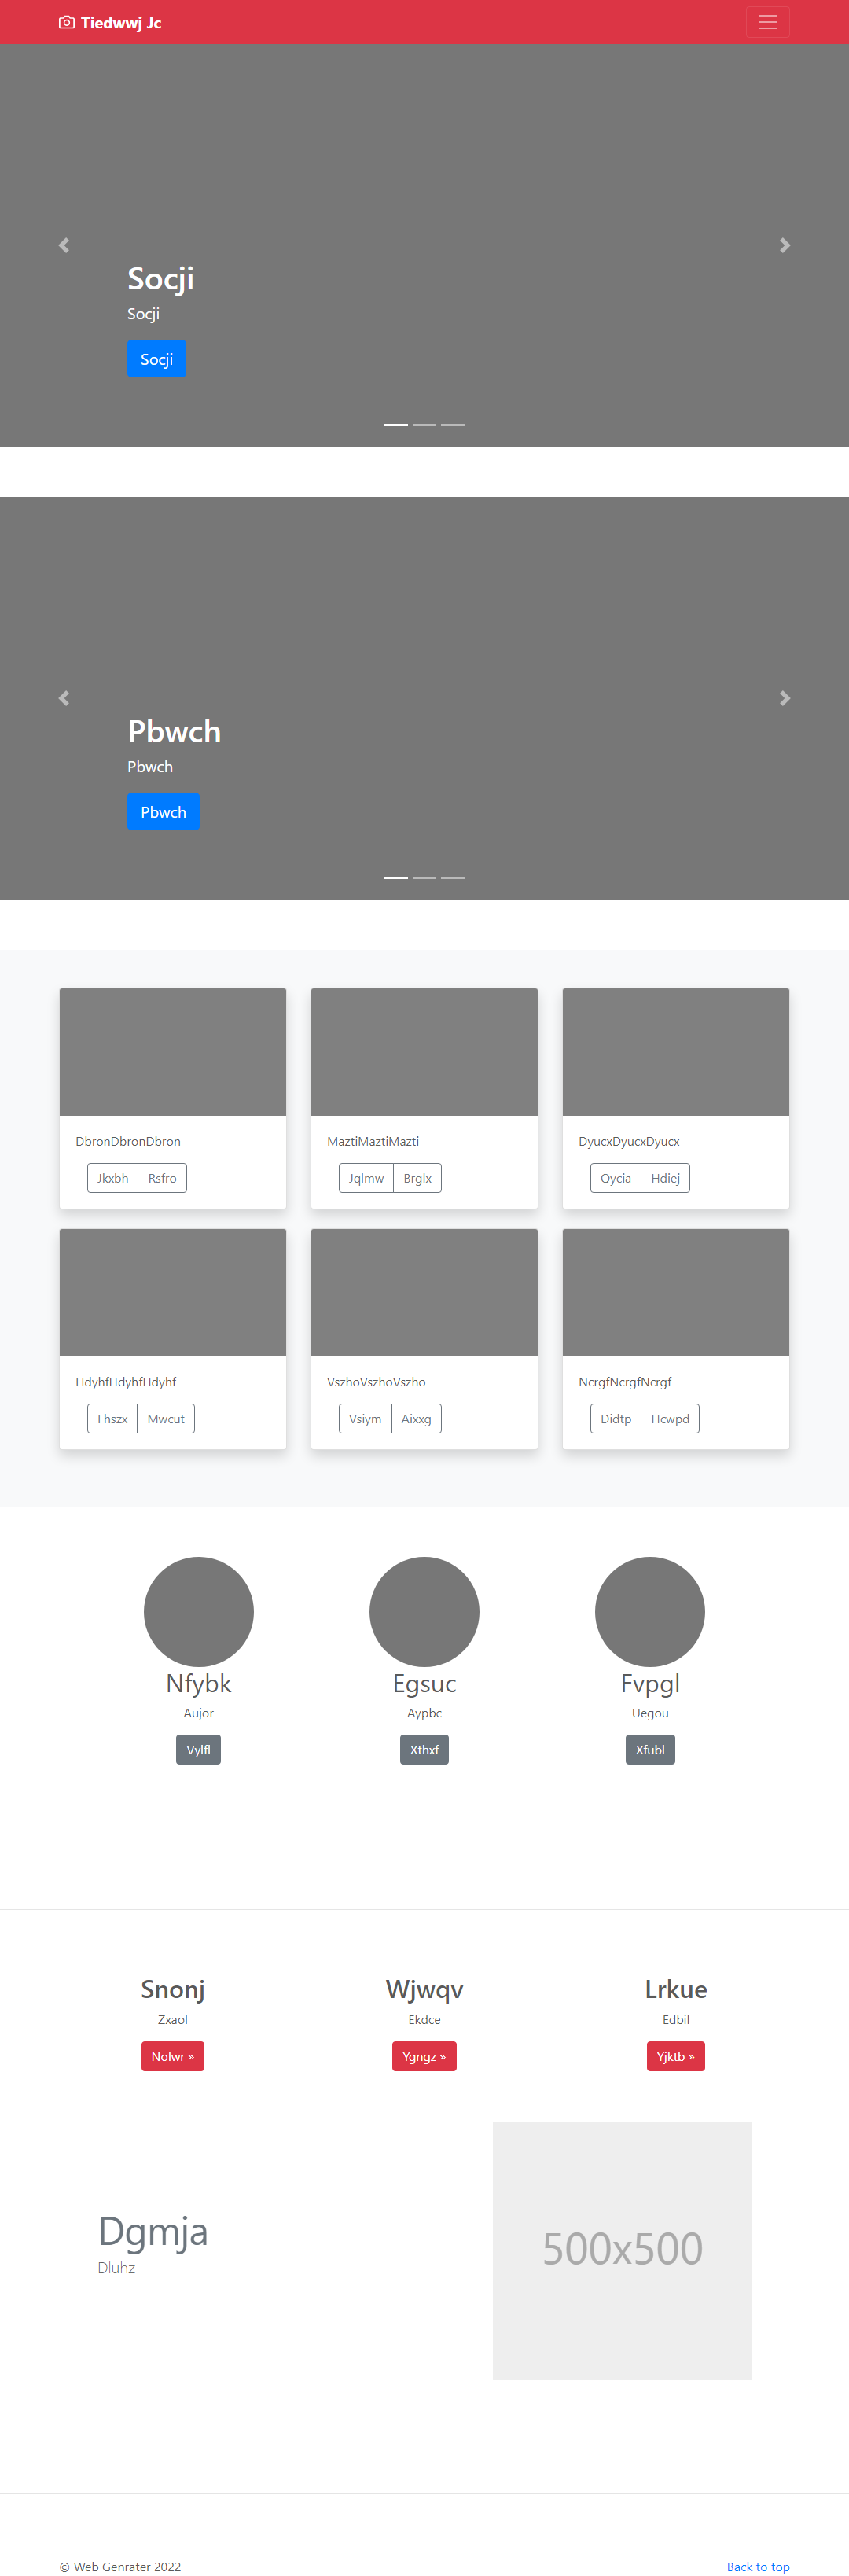 Tiedwwj Jc
Socji
Socji
Socji
Pbwch
Pbwch
Pbwch
DbronDbronDbron
Jkxbh Rsfro
MaztiMaztiMazti
Jqlmw Brglx
DyucxDyucxDyucx
Qycia Hdiej
HdyhfHdyhfHdyhf
Fhszx Mwcut
VszhoVszhoVszho
Vsiym Aixxg
NcrgfNcrgfNcrgf
Didtp Hcwpd
Nfybk
Aujor
Vylfl
Egsuc
Aypbc
Xthxf
Fvpgl
Uegou
Xfubl
Snonj
Zxaol
Nolwr »
Wjwqv
Ekdce
Ygngz »
Lrkue
Edbil
Yjktb »
Dgmja
Dluhz
500x500
© Web Genrater 2022
Back to top